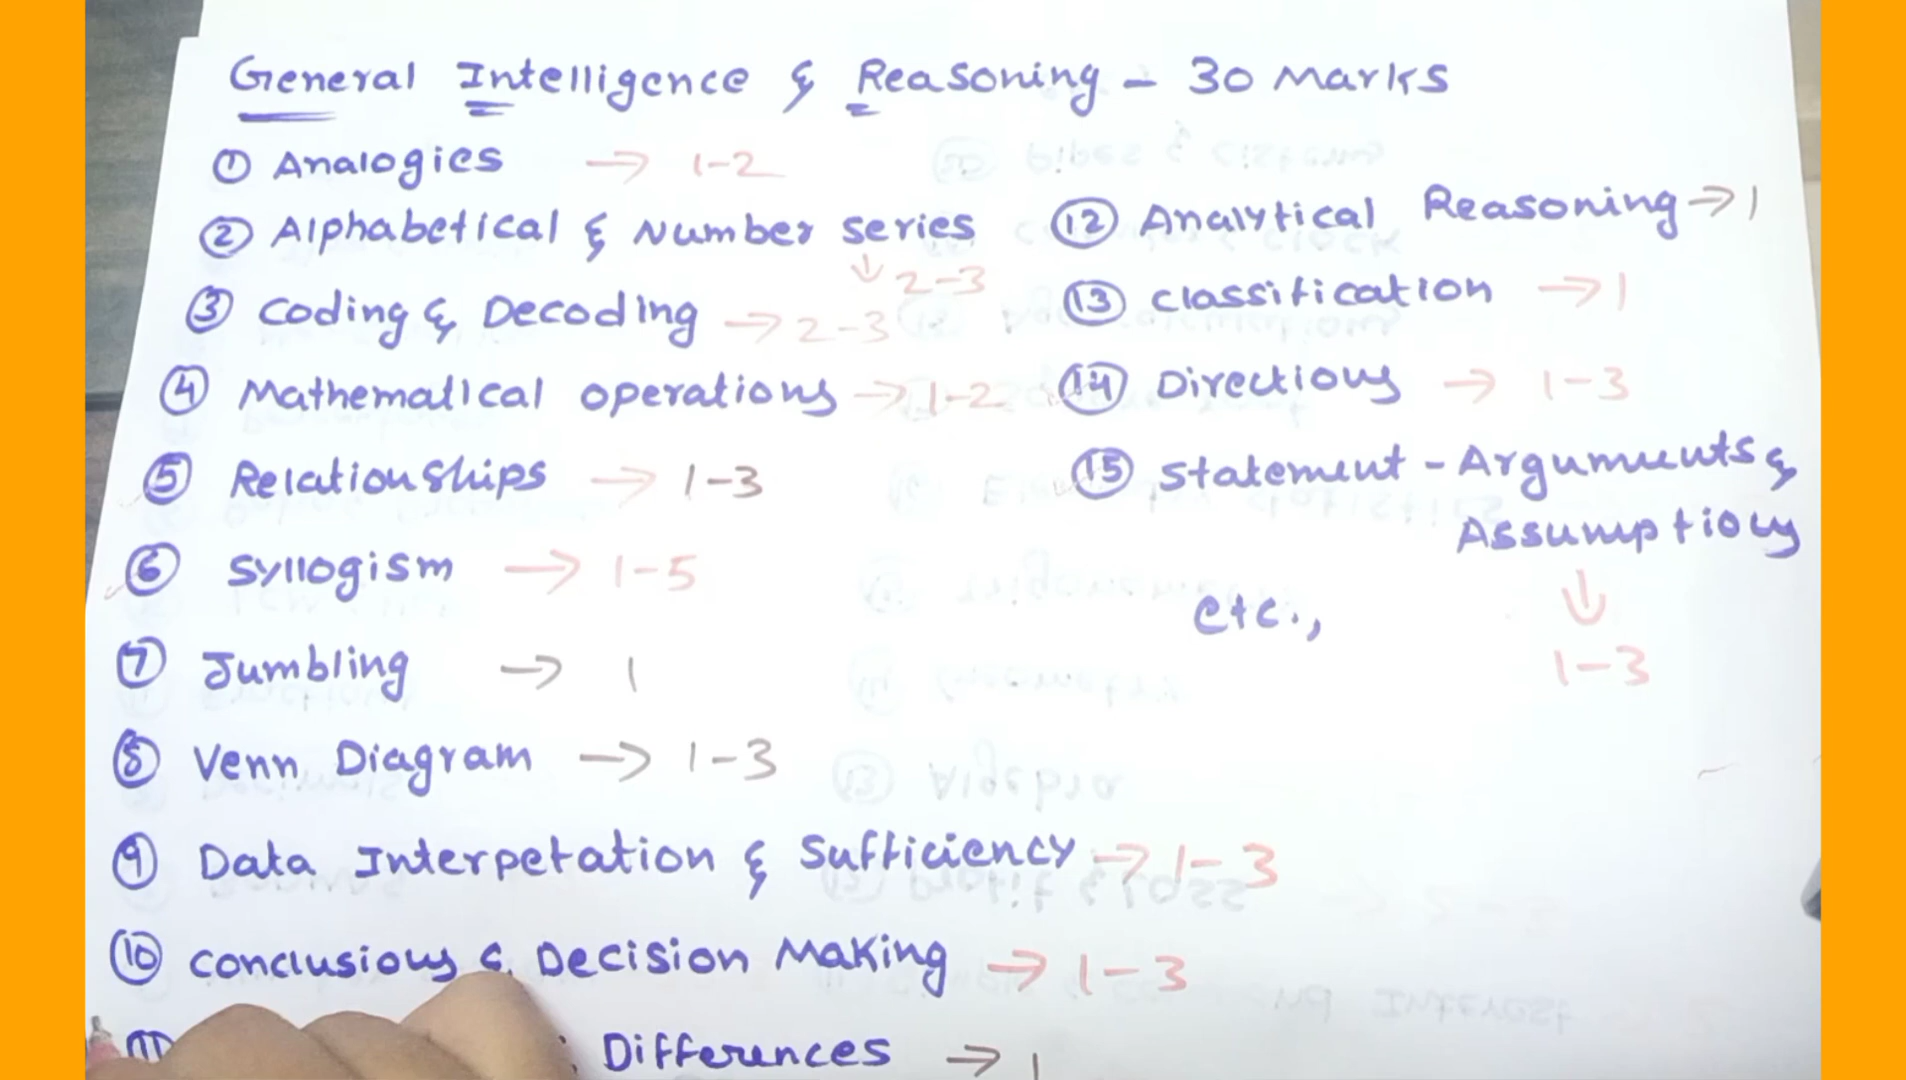 General Intelligence & Reasoning - 30 Marks
① Analogies → 1-2
② Alphabetical & Number series
↓ 2-3
③ Coding & Decoding → 2-3
④ Mathematical operations → 1-2
⑤ Relationships → 1-3
⑥ Syllogism → 1-5
⑦ Jumbling → 1
⑧ Venn Diagram → 1-3
⑨ Data Interpetation & Sufficiency → 1-3
⑩ Conclusions & Decision Making → 1-3
⑪ Differences → 1
⑫ Analytical Reasoning → 1
⑬ Classification → 1
⑭ Directions → 1-3
⑮ Statement - Arguments &
Assumptions
↓
1-3
etc.,